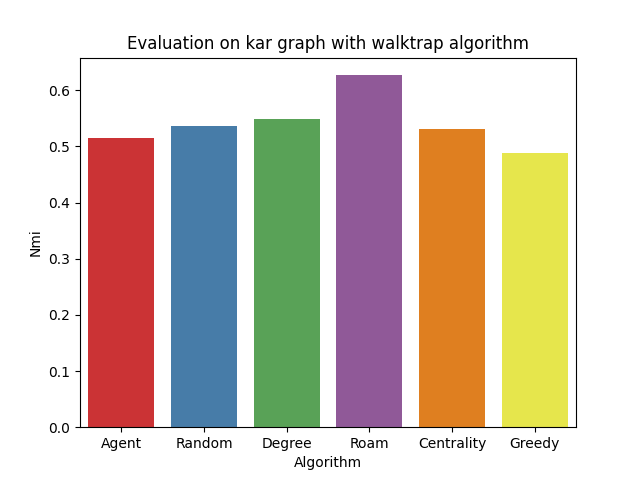 Evaluation on kar graph with walktrap algorithm
0.6
0.5
0.4
0.3
0.2
0.1
0.0
Nmi
Agent Random Degree Roam Centrality Greedy
Algorithm